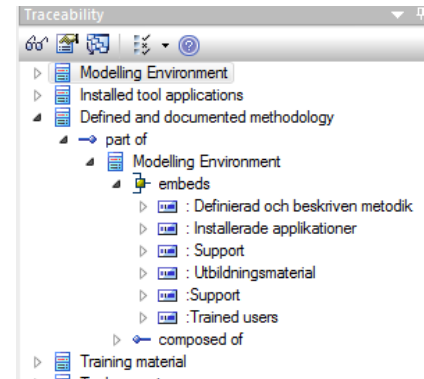 Traceability
Modelling Environment
Installed tool applications
Defined and documented methodology
part of
Modelling Environment
embeds
: Definierad och beskriven metodik
: Installerade applikationer
: Support
: Utbildningsmaterial
:Support
:Trained users
composed of
Training material